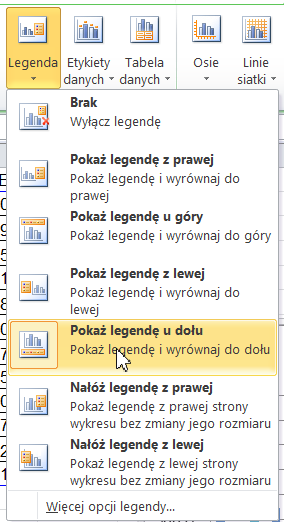 Legenda
Etykiety danych
Tabela danych
Osie
Linie siatki
Brak
Wyłącz legendę
Pokaż legendę z prawej
Pokaż legendę i wyrównaj do
prawej
Pokaż legendę u góry
Pokaż legendę i wyrównaj do góry
Pokaż legendę z lewej
Pokaż legendę i wyrównaj do
lewej
Pokaż legendę u dołu
Pokaż legendę i wyrównaj do dołu
Nałóż legendę z prawej
Pokaż legendę z prawej strony
wykresu bez zmiany jego rozmiaru
Nałóż legendę z lewej
Pokaż legendę z lewej strony
wykresu bez zmiany jego rozmiaru
Więcej opcji legendy...